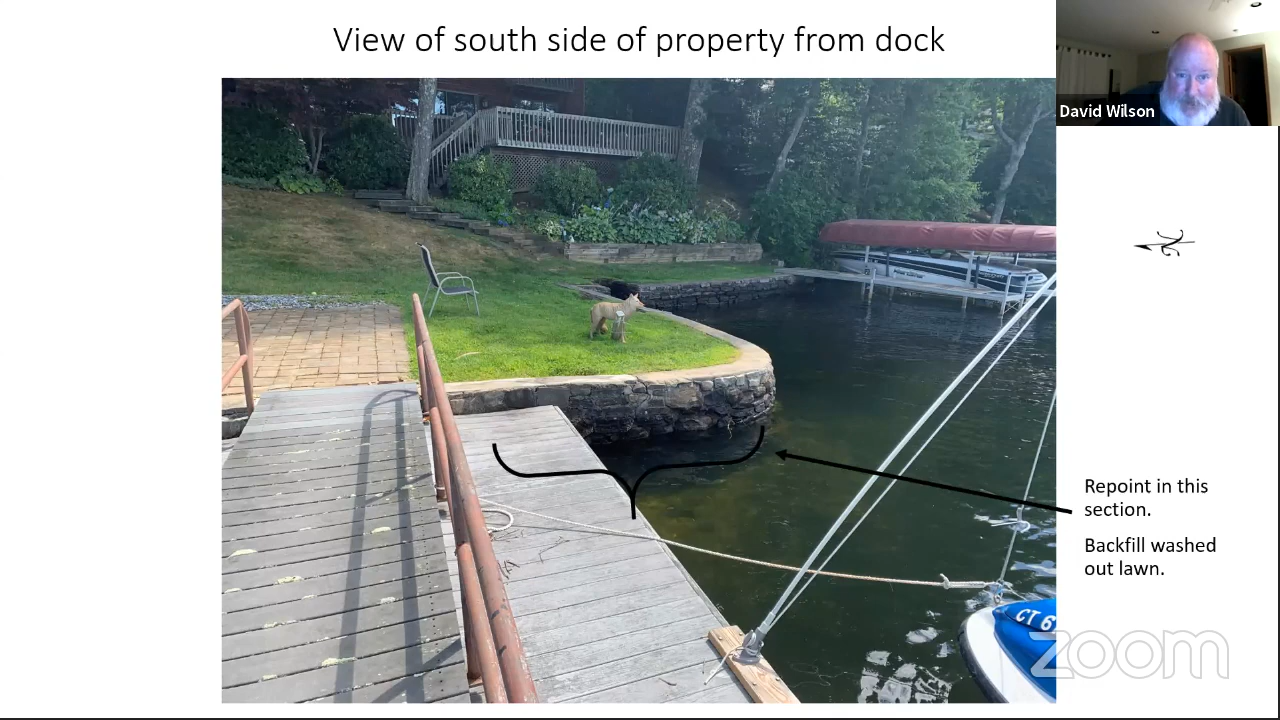 View of south side of property from dock
David Wilson
Repoint in this
section.
Backfill washed
out lawn.
CT 6
zoom